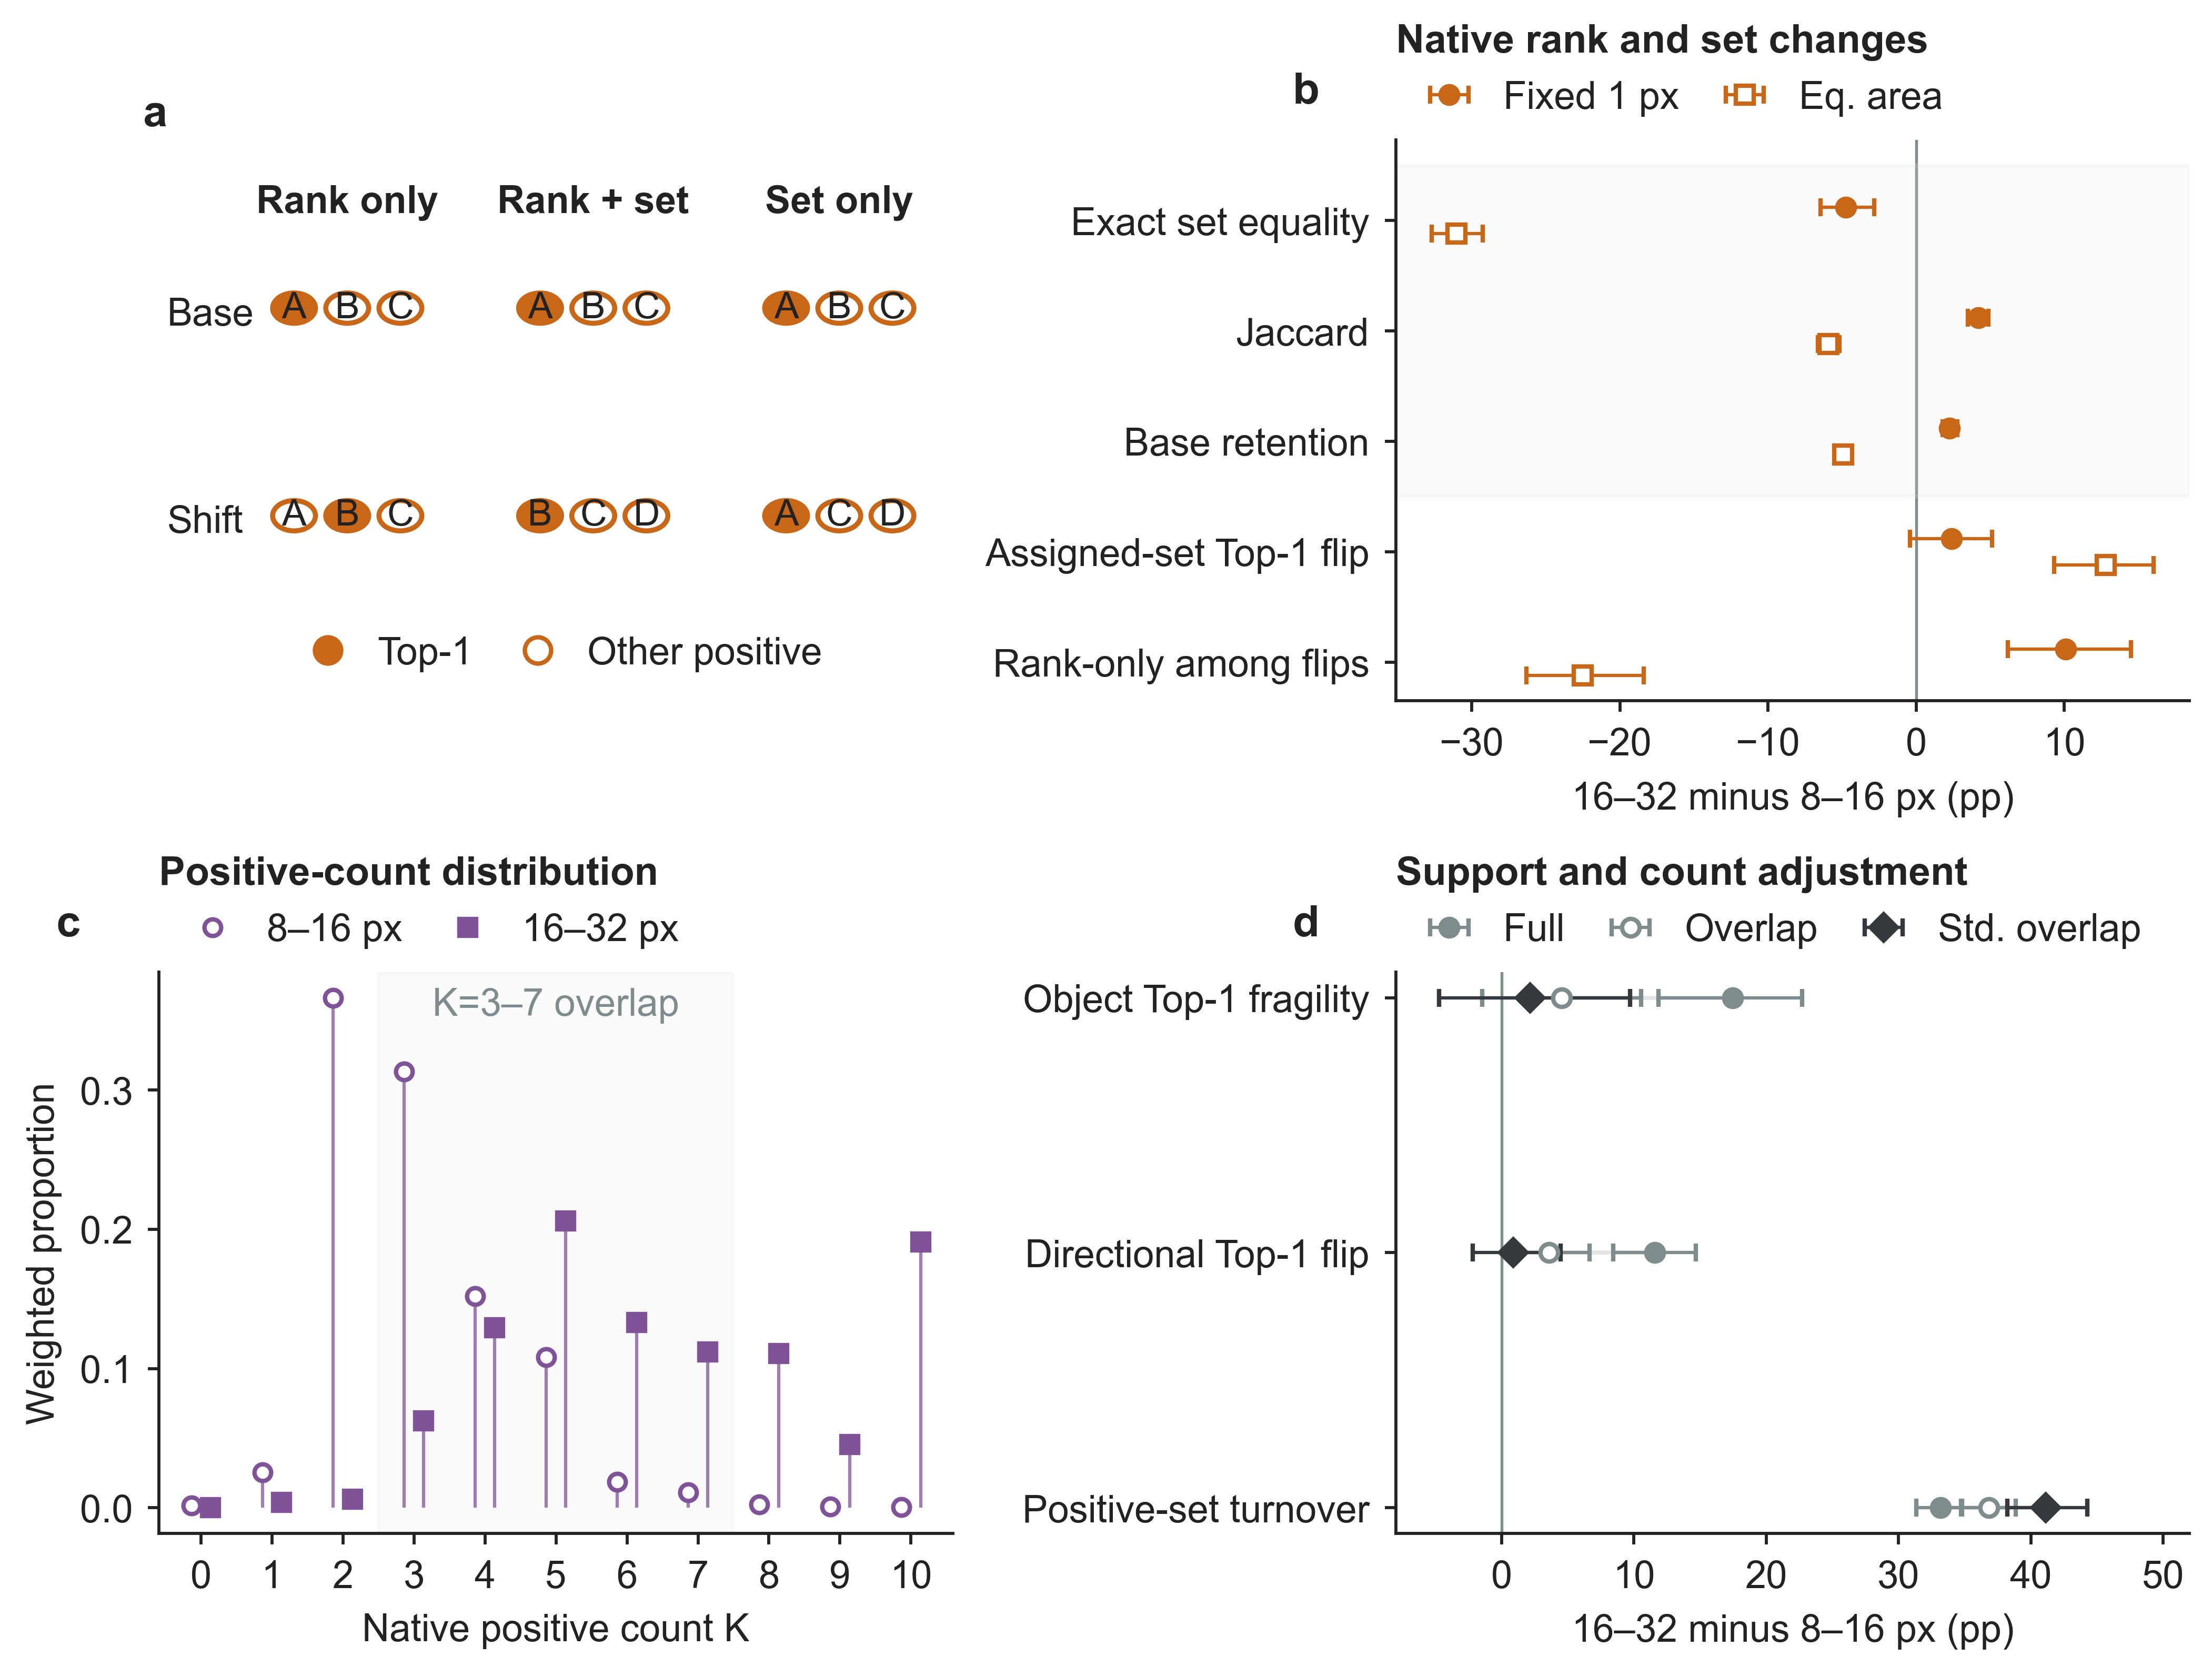 a
Rank only Rank + set Set only
Base A B C A B C A B C
Shift A B C B C D A C D
Top-1 Other positive
Native rank and set changes
b Fixed 1 px Eq. area
Exact set equality
Jaccard
Base retention
Assigned-set Top-1 flip
Rank-only among flips
−30 −20 −10 0 10
16–32 minus 8–16 px (pp)
Positive-count distribution
c 8–16 px 16–32 px
K=3–7 overlap
Weighted proportion
0.3
0.2
0.1
0.0
0 1 2 3 4 5 6 7 8 9 10
Native positive count K
Support and count adjustment
d Full Overlap Std. overlap
Object Top-1 fragility
Directional Top-1 flip
Positive-set turnover
0 10 20 30 40 50
16–32 minus 8–16 px (pp)